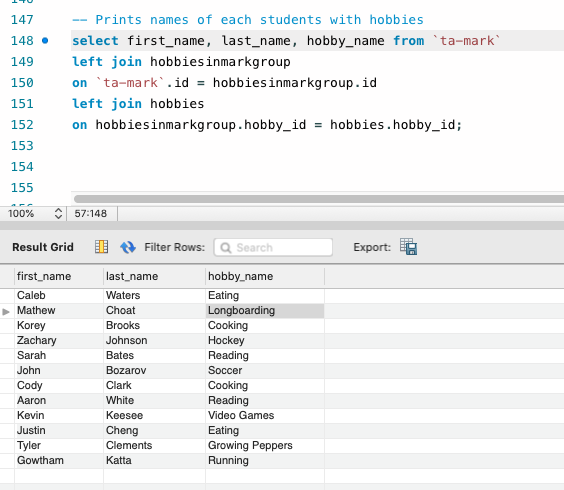 146
147 -- Prints names of each students with hobbies
148 select first_name, last_name, hobby_name from `ta-mark`
149 left join hobbiesinmarkgroup
150 on `ta-mark`.id = hobbiesinmarkgroup.id
151 left join hobbies
152 on hobbiesinmarkgroup.hobby_id = hobbies.hobby_id;
153
154
155
156
100% 57:148
Result Grid Filter Rows: Search Export:
first_name last_name hobby_name
Caleb Waters Eating
Mathew Choat Longboarding
Korey Brooks Cooking
Zachary Johnson Hockey
Sarah Bates Reading
John Bozarov Soccer
Cody Clark Cooking
Aaron White Reading
Kevin Keesee Video Games
Justin Cheng Eating
Tyler Clements Growing Peppers
Gowtham Katta Running